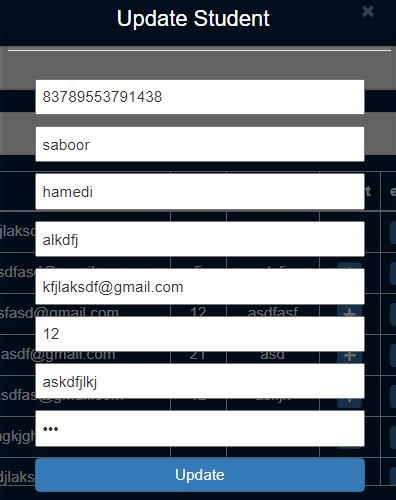 Update Student
×
83789553791438
saboor
hamedi
alkdfj
kfjlaksdf@gmail.com
12
askdfjlkj
•••
Update